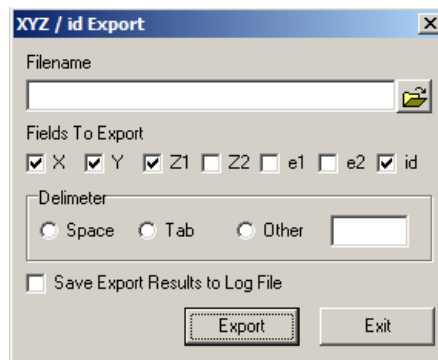 XYZ / id Export
Filename
Fields To Export
X Y Z1 Z2 e1 e2 id
Delimeter
Space Tab Other
Save Export Results to Log File
Export Exit